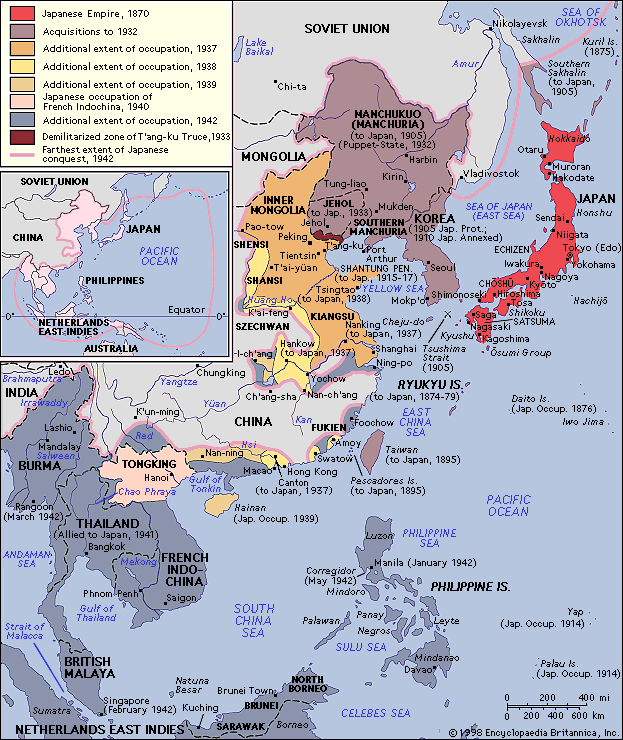 Japanese Empire, 1870
Acquisitions to 1932
Additional extent of occupation, 1937
Additional extent of occupation, 1938
Additional extent of occupation, 1939
Japanese occupation of
French Indochina, 1940
Additional extent of occupation, 1942
Demilitarized zone of T'ang-ku Truce,1933
Farthest extent of Japanese
conquest, 1942
SOVIET UNION
CHINA
JAPAN
PACIFIC
OCEAN
PHILIPPINES
Equator
0°
0°
NETHERLANDS
EAST INDIES
AUSTRALIA
SOVIET UNION
SEA OF
OKHOTSK
Nikolayevsk
Sakhalin
Kuril Is.
(1875)
Lake
Baikal
Amur
Southern
Sakhalin
(to Japan,
1905)
Chi-ta
MANCHUKUO
(MANCHURIA)
(to Japan, 1905)
(Puppet-State, 1932)
Hokkaido
Otaru
Muroran
Hakodate
MONGOLIA
Harbin
Kirin
Vladivostok
INNER
MONGOLIA
Tung-liao
JEHOL
(to Jap., 1933)
Mukden
SEA OF JAPAN
(EAST SEA)
JAPAN
Honshu
Jehol
SOUTHERN
MANCHURIA
KOREA
(1905 Jap. Prot.;
1910 Jap. Annexed)
Sendai
Niigata
Pao-tow
Peking
T'ang-ku
Port
Arthur
ECHIZEN
Tokyo (Edo)
SHENSI
Tientsin
Iwakura
Yokohama
T'ai-yüan
SHANTUNG PEN.
(to Jap., 1915-17)
Seoul
Nagoya
Kyōto
SHANSI
Tsingtao
(to Japan,
1938)
YELLOW SEA
CHŌSHŪ
Hiroshima
Hachijō
Huang Ho
Mokp'o
Shimonoseki
Tosa
K'ai-feng
Saga
Shikoku
SZECHWAN
KIANGSU
Cheju-do
Kyushu
SATSUMA
Nagasaki
Nanking
(to Japan,
1937)
Kagoshima
Hankow
(to Japan,
1937)
Tsushima
Strait
(1905)
Ōsumi Group
I-ch'ang
Shanghai
Ning-po
Ledo
Chungking
Brahmaputra
Yangtze
Yochow
RYUKYU IS.
(to Japan, 1874-79)
INDIA
Irrawaddy
Ch'ang-sha
Nan-ch'ang
Daito Is.
(Jap. Occup. 1876)
Yüan
K'un-ming
CHINA
Kan
EAST
CHINA
SEA
Iwo Jima
Lashio
FUKIEN
Foochow
Red
Hsi
Mandalay
Amoy
Salween
TONGKING
Nan-ning
Swatow
Taiwan
(to Japan, 1895)
BURMA
Hanoi
Macao
Hong Kong
Canton
(to Japan, 1937)
Pescadores Is.
(to Japan, 1895)
Chao Phraya
Gulf of
Tonkin
Rangoon
(March 1942)
Hainan
(Jap. Occup. 1939)
PACIFIC
OCEAN
THAILAND
(Allied to Japan, 1941)
Luzon
PHILIPPINE
SEA
ANDAMAN
SEA
Bangkok
FRENCH
INDO-
CHINA
Mekong
Manila (January 1942)
Corregidor
(May 1942)
Phnom Penh
Mindoro
PHILIPPINE IS.
Saigon
Gulf of
Thailand
SOUTH
CHINA
SEA
Panay
Leyte
Yap
(Jap. Occup. 1914)
Strait of
Malacca
Palawan
Negros
SULU SEA
BRITISH
MALAYA
Mindanao
Davao
Palau Is.
(Jap. Occup. 1914)
Natuna
Besar
NORTH
BORNEO
Brunei Town
BRUNEI
Singapore
(February 1942)
Sumatra
Kuching
0 200 400 mi
0 200 400 600 km
CELEBES SEA
NETHERLANDS EAST INDIES
SARAWAK
Borneo
©1998 Encyclopaedia Britannica, Inc.